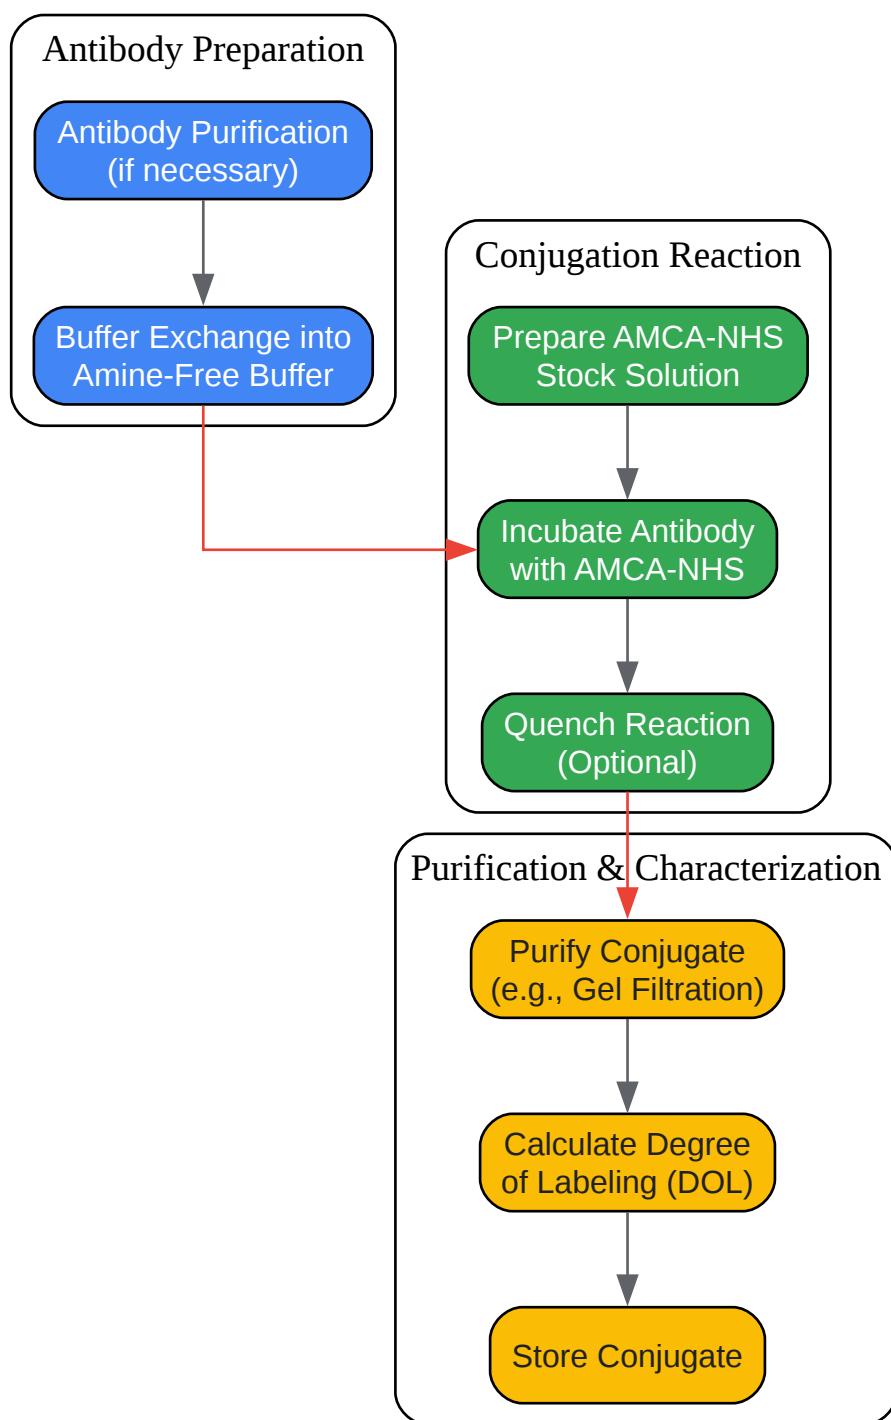 Antibody Preparation
Antibody Purification
(if necessary)
Buffer Exchange into
Amine-Free Buffer
Conjugation Reaction
Prepare AMCA-NHS
Stock Solution
Incubate Antibody
with AMCA-NHS
Quench Reaction
(Optional)
Purification & Characterization
Purify Conjugate
(e.g., Gel Filtration)
Calculate Degree
of Labeling (DOL)
Store Conjugate